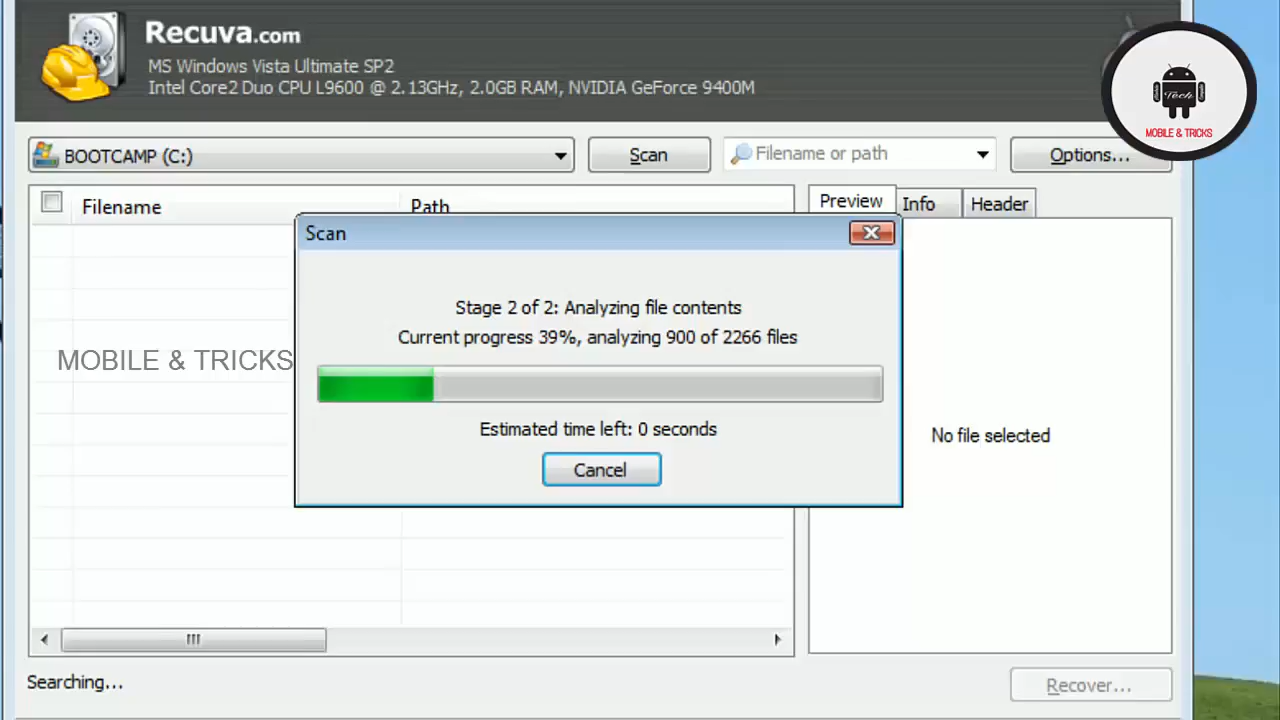 Recuva.com
MS Windows Vista Ultimate SP2
Intel Core2 Duo CPU L9600 @ 2.13GHz, 2.0GB RAM, NVIDIA GeForce 9400M
Tech
MOBILE & TRICKS
BOOTCAMP (C:)
Scan
Filename or path
Options...
Filename
Path
Preview
Info
Header
Scan
Stage 2 of 2: Analyzing file contents
Current progress 39%, analyzing 900 of 2266 files
MOBILE & TRICKS
Estimated time left: 0 seconds
Cancel
No file selected
Searching...
Recover...